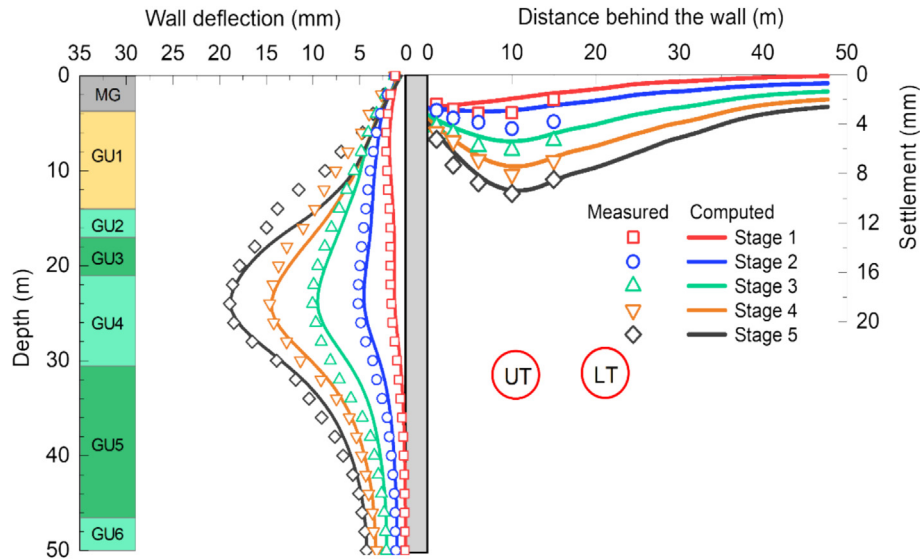 Wall deflection (mm)
Distance behind the wall (m)
35 30 25 20 15 10 5 0
0 10 20 30 40 50
0
10
20
30
40
50
Depth (m)
MG
GU1
GU2
GU3
GU4
GU5
GU6
0
4
8
12
16
20
Settlement (mm)
Measured Computed
Stage 1
Stage 2
Stage 3
Stage 4
Stage 5
UT
LT